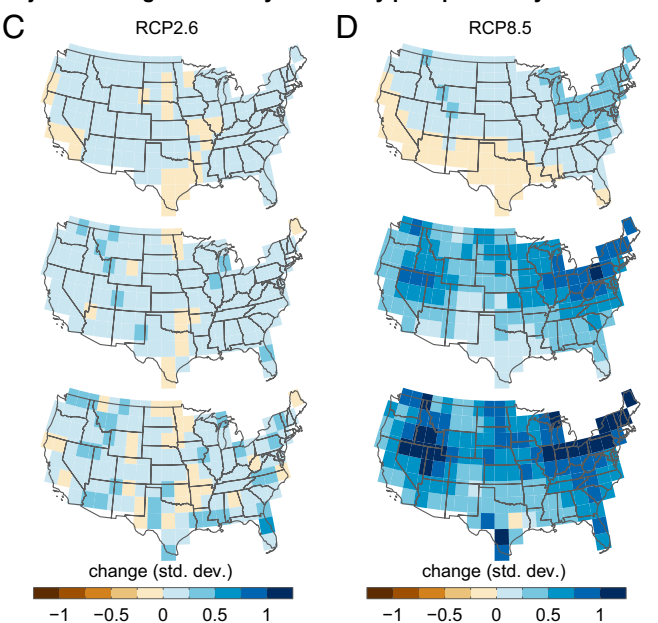 C
RCP2.6
D
RCP8.5
change (std. dev.)
−1 −0.5 0 0.5 1
change (std. dev.)
−1 −0.5 0 0.5 1